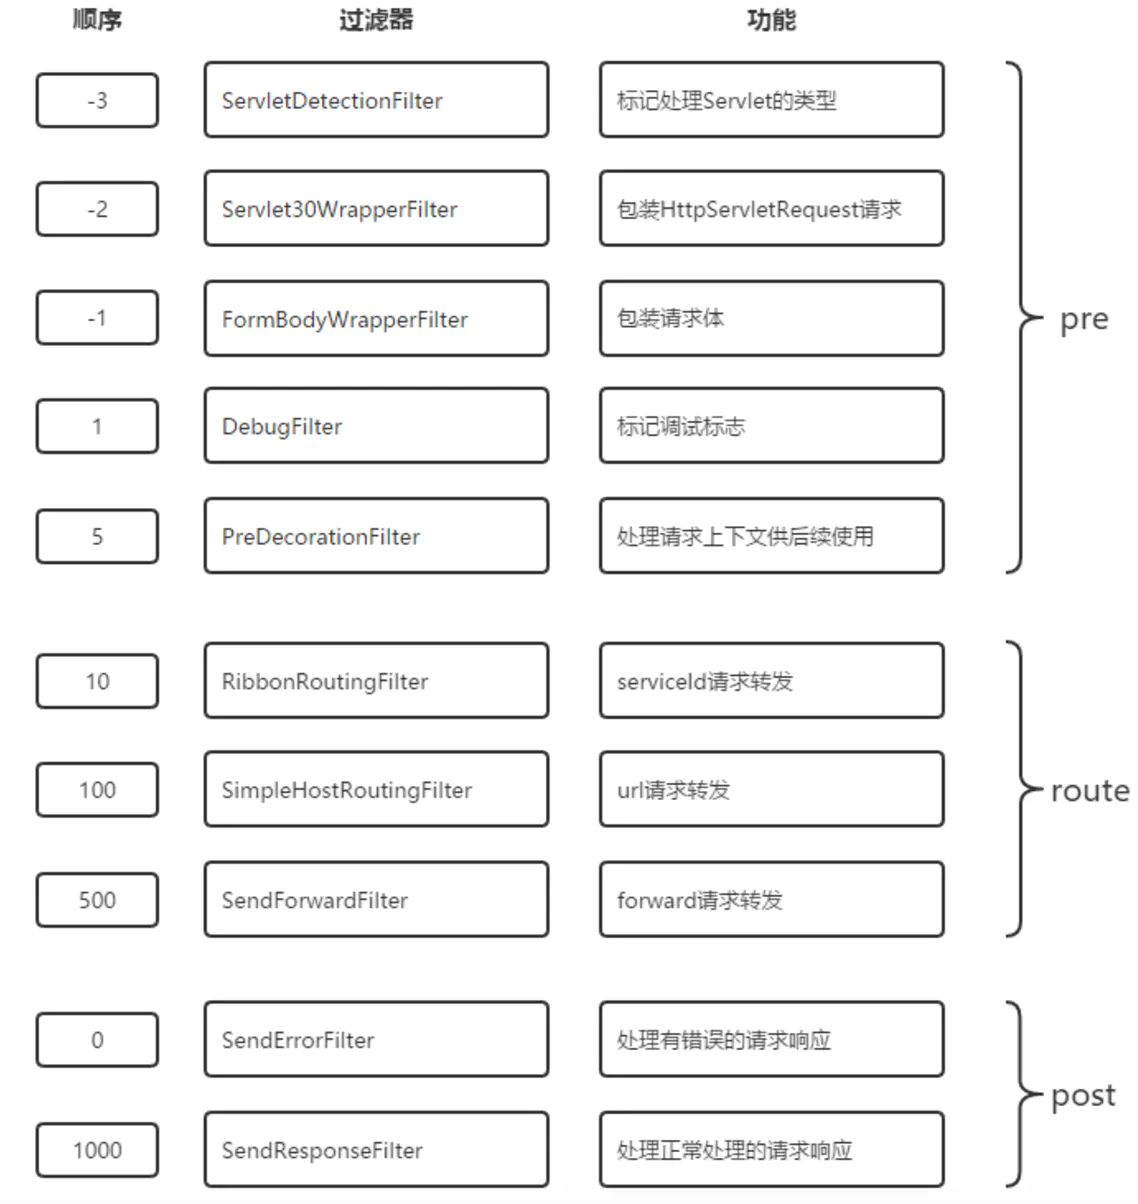 顺序 过滤器 功能
-3 ServletDetectionFilter 标记处理Servlet的类型
-2 Servlet30WrapperFilter 包装HttpServletRequest请求
-1 FormBodyWrapperFilter 包装请求体
pre
1 DebugFilter 标记调试标志
5 PreDecorationFilter 处理请求上下文供后续使用
10 RibbonRoutingFilter serviceId请求转发
100 SimpleHostRoutingFilter url请求转发
route
500 SendForwardFilter forward请求转发
0 SendErrorFilter 处理有错误的请求响应
post
1000 SendResponseFilter 处理正常处理的请求响应